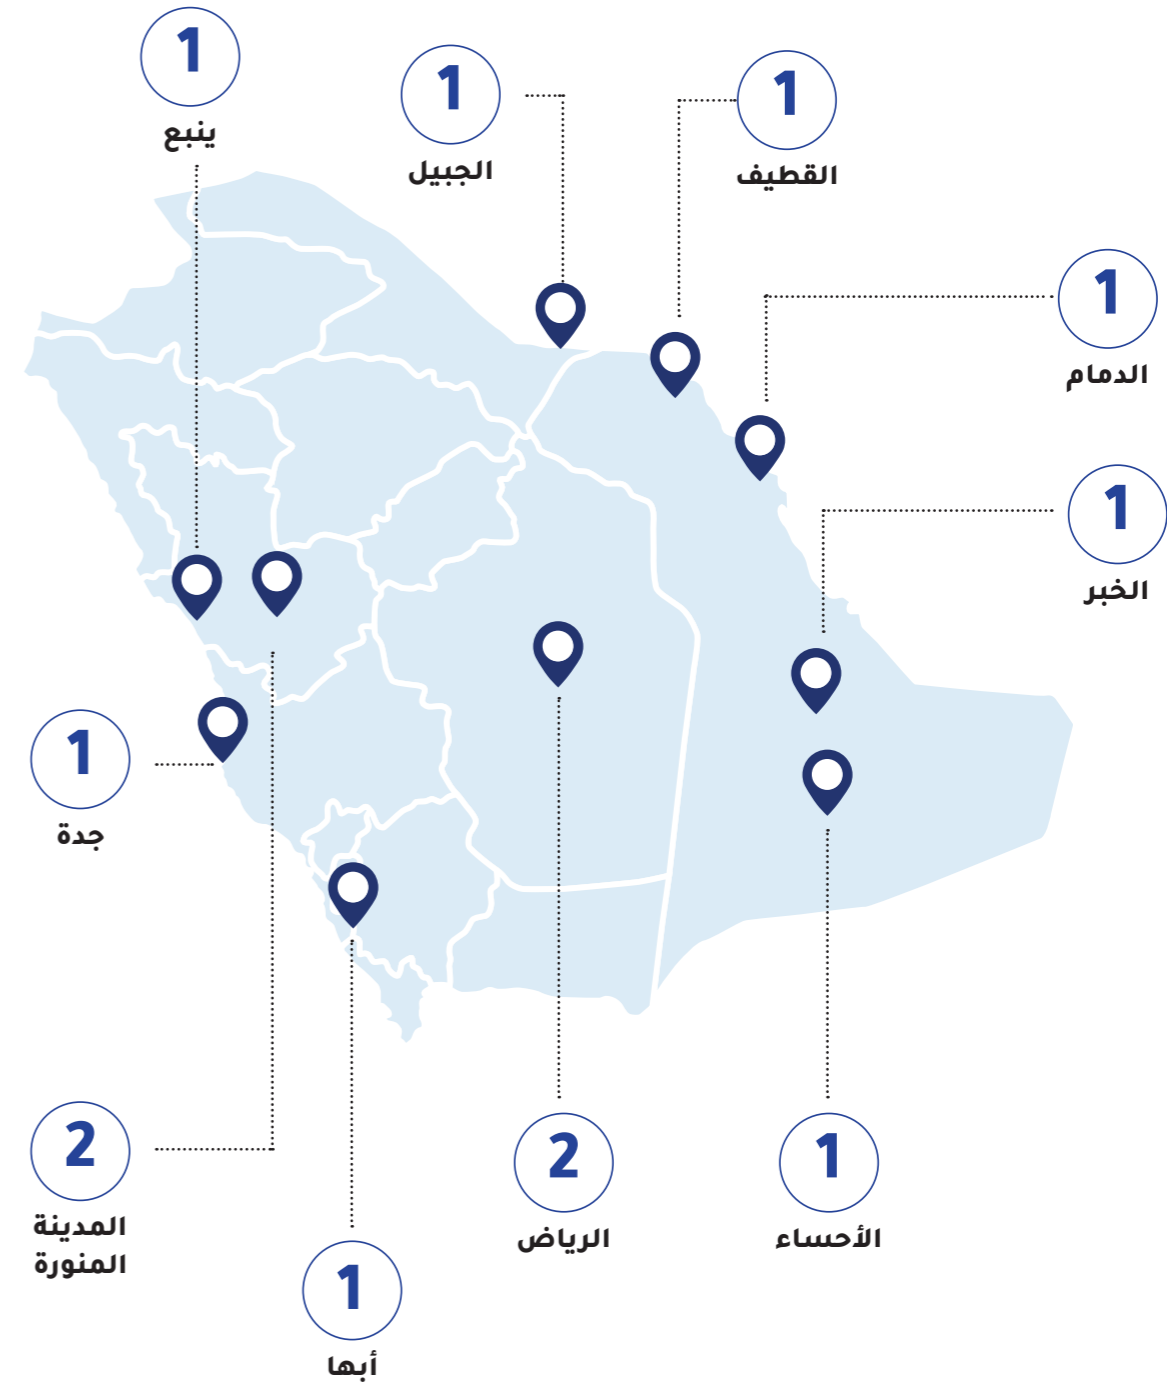 1
ينبع
1
الجبيل
1
القطيف
1
الدمام
1
الخبر
1
جدة
2
المدينة
المنورة
1
أبها
2
الرياض
1
الأحساء